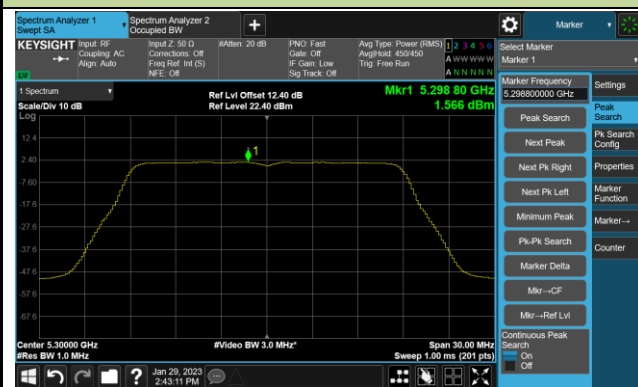 Spectrum Analyzer 1
Swept SA
Spectrum Analyzer 2
Occupied BW
+
Marker
KEYSIGHT
Input: RF
Coupling: AC
Align: Auto
Input Z: 50 Ω
Corrections: Off
Freq Ref: Int (S)
NFE: Off
#Atten: 20 dB
PNO: Fast
Gate: Off
IF Gain: Low
Sig Track: Off
Avg Type: Power (RMS)
Avg|Hold: 450/450
Trig: Free Run
1 2 3 4 5 6
A WW WW W
A N N N N N
Select Marker
Marker 1
1 Spectrum
Scale/Div 10 dB
Log
Ref Lvl Offset 12.40 dB
Ref Level 22.40 dBm
Mkr1 5.298 80 GHz
1.566 dBm
1
12.4
2.40
-7.60
-17.6
-27.6
-37.6
-47.6
-57.6
-67.6
Center 5.30000 GHz
#Res BW 1.0 MHz
#Video BW 3.0 MHz*
Span 30.00 MHz
Sweep 1.00 ms (201 pts)
Marker Frequency
5.298800000 GHz
Peak Search
Next Peak
Next Pk Right
Next Pk Left
Minimum Peak
Pk-Pk Search
Marker Delta
Mkr→CF
Mkr→Ref Lvl
Continuous Peak
Search
On
Off
Settings
Peak
Search
Pk Search
Config
Properties
Marker
Function
Marker→
Counter
?
Jan 29, 2023
2:43:11 PM